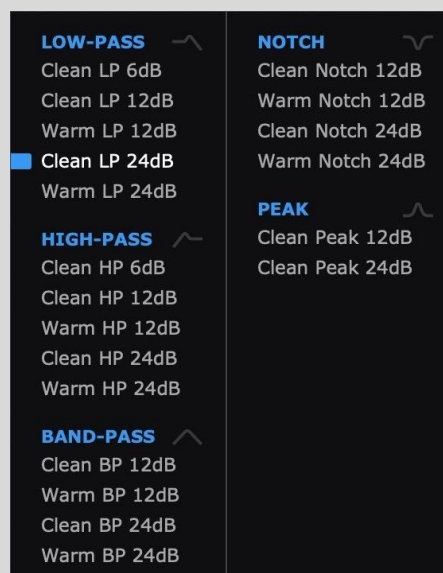 LOW-PASS
Clean LP 6dB
Clean LP 12dB
Warm LP 12dB
Clean LP 24dB
Warm LP 24dB
HIGH-PASS
Clean HP 6dB
Clean HP 12dB
Warm HP 12dB
Clean HP 24dB
Warm HP 24dB
BAND-PASS
Clean BP 12dB
Warm BP 12dB
Clean BP 24dB
Warm BP 24dB
NOTCH
Clean Notch 12dB
Warm Notch 12dB
Clean Notch 24dB
Warm Notch 24dB
PEAK
Clean Peak 12dB
Clean Peak 24dB